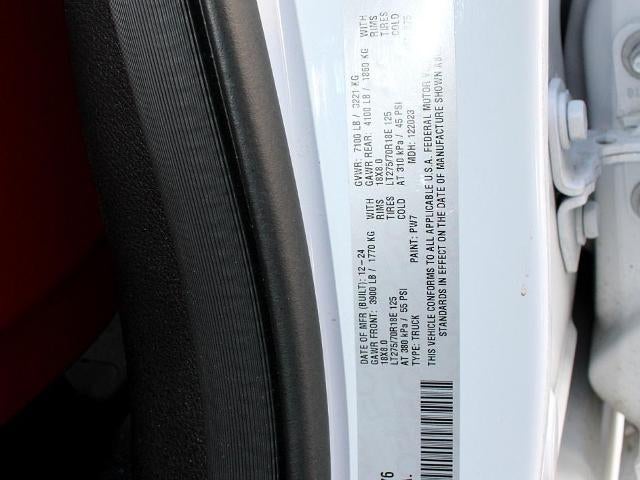 DATE OF MFR (BUILT): 12-24 GVWR: 7100 LB / 3221 KG
GAWR FRONT: 3900 LB / 1770 KG WITH GAWR REAR: 4100 LB / 1860 KG WITH
18X8.0 RIMS 18X8.0 RIMS
LT275/70R18E 125 TIRES LT275/70R18E 125 TIRES
AT 380 kPa / 55 PSI COLD AT 310 kPa / 45 PSI COLD
TYPE: TRUCK PAINT: PW7 MDH: 122023
THIS VEHICLE CONFORMS TO ALL APPLICABLE U.S.A. FEDERAL MOTOR
STANDARDS IN EFFECT ON THE DATE OF MANUFACTURE SHOWN